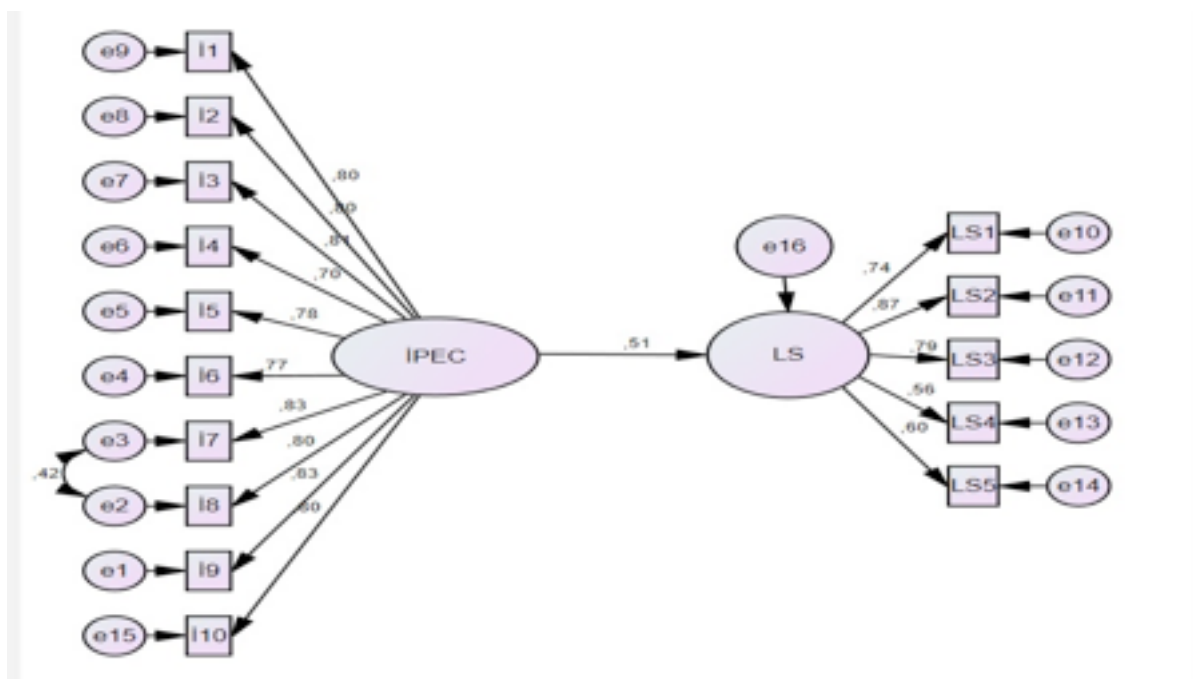 e9 İ1
e8 İ2
e7 İ3
e6 İ4
e5 İ5
e4 İ6
e3 İ7
e2 İ8
e1 İ9
e15 İ10
,42
,80
,80
,81
,78
,77
,83
,80
,83
İPEC
,51
e16
LS
,74
,87
,79
,56
,60
LS1 e10
LS2 e11
LS3 e12
LS4 e13
LS5 e14